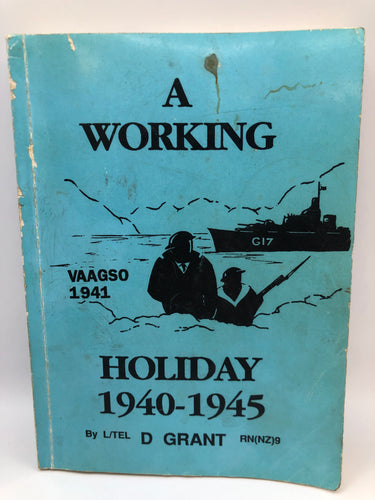 A
WORKING
G17
VAAGSO
1941
HOLIDAY
1940-1945
By L/TEL D GRANT RN(NZ)9